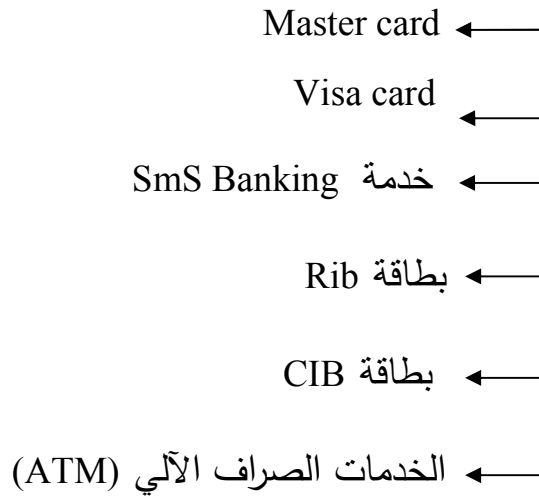 Master card
Visa card
خدمة SmS Banking
بطاقة Rib
بطاقة CIB
الخدمات الصراف الآلي (ATM)